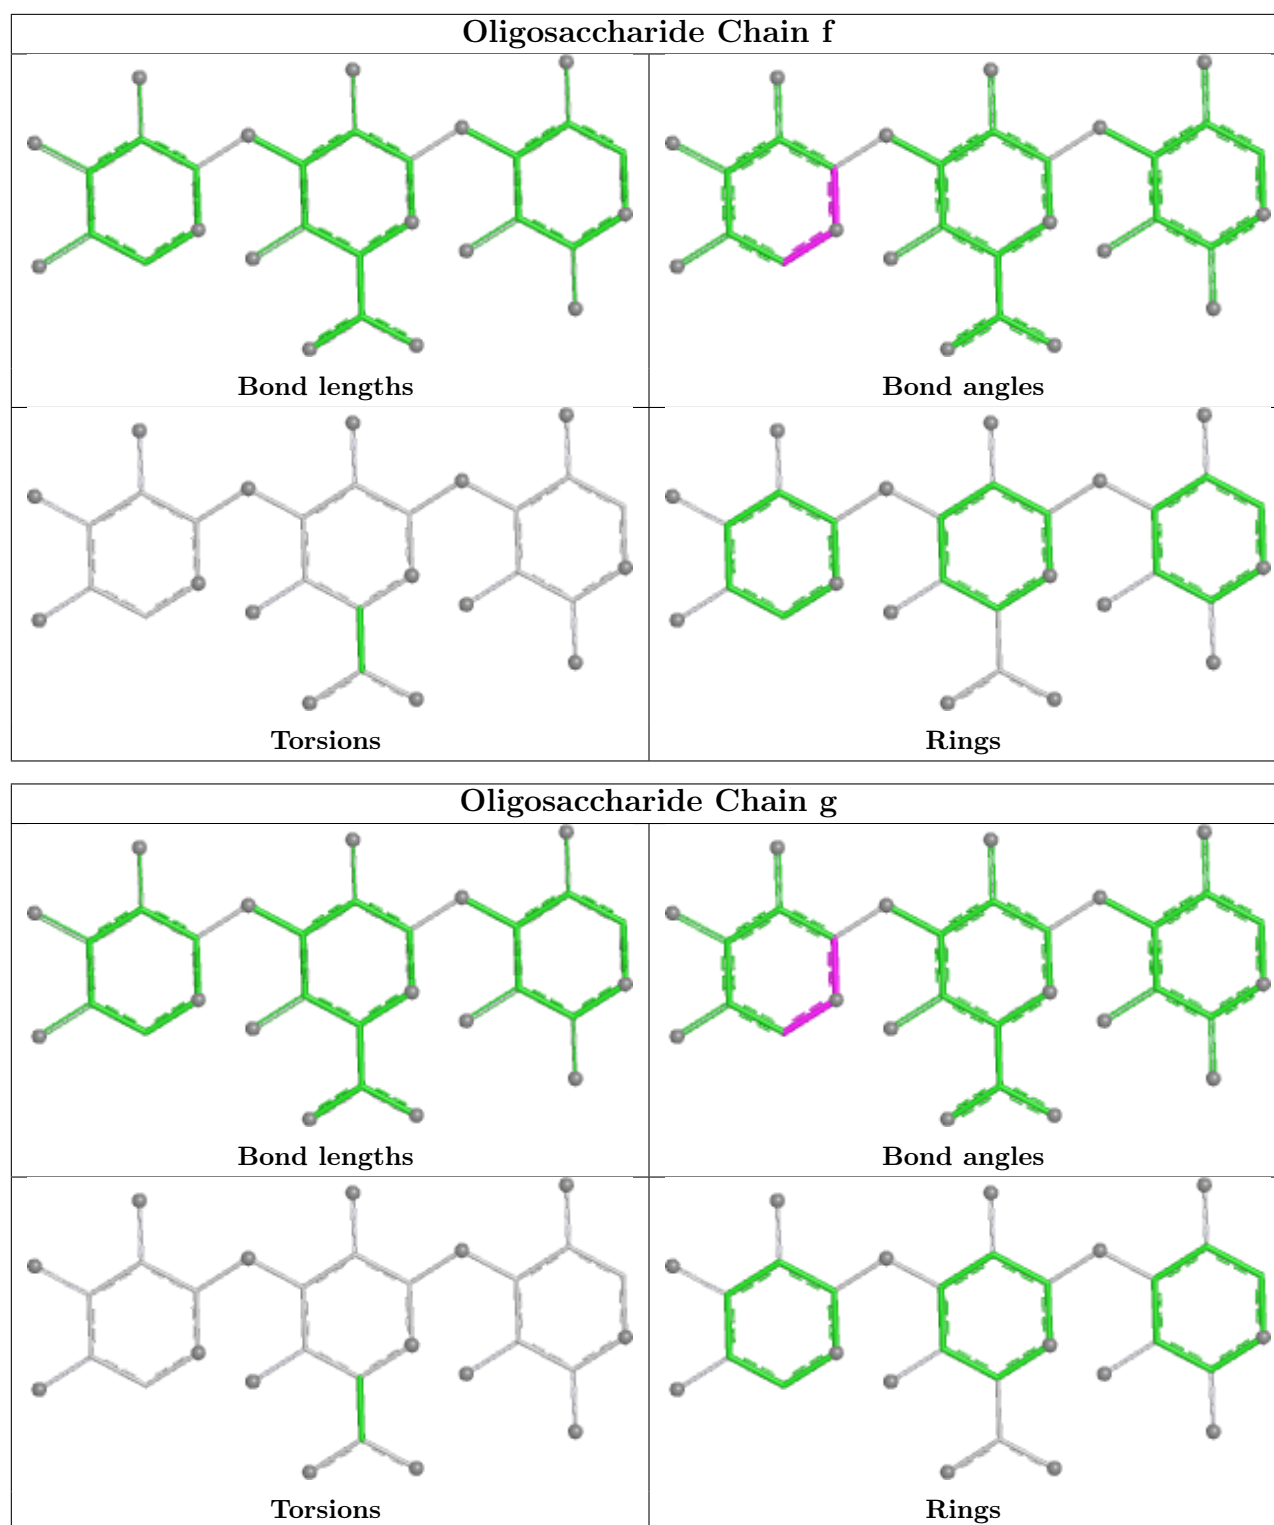 Oligosaccharide Chain f
Bond lengths
Bond angles
Torsions
Rings
Oligosaccharide Chain g
Bond lengths
Bond angles
Torsions
Rings